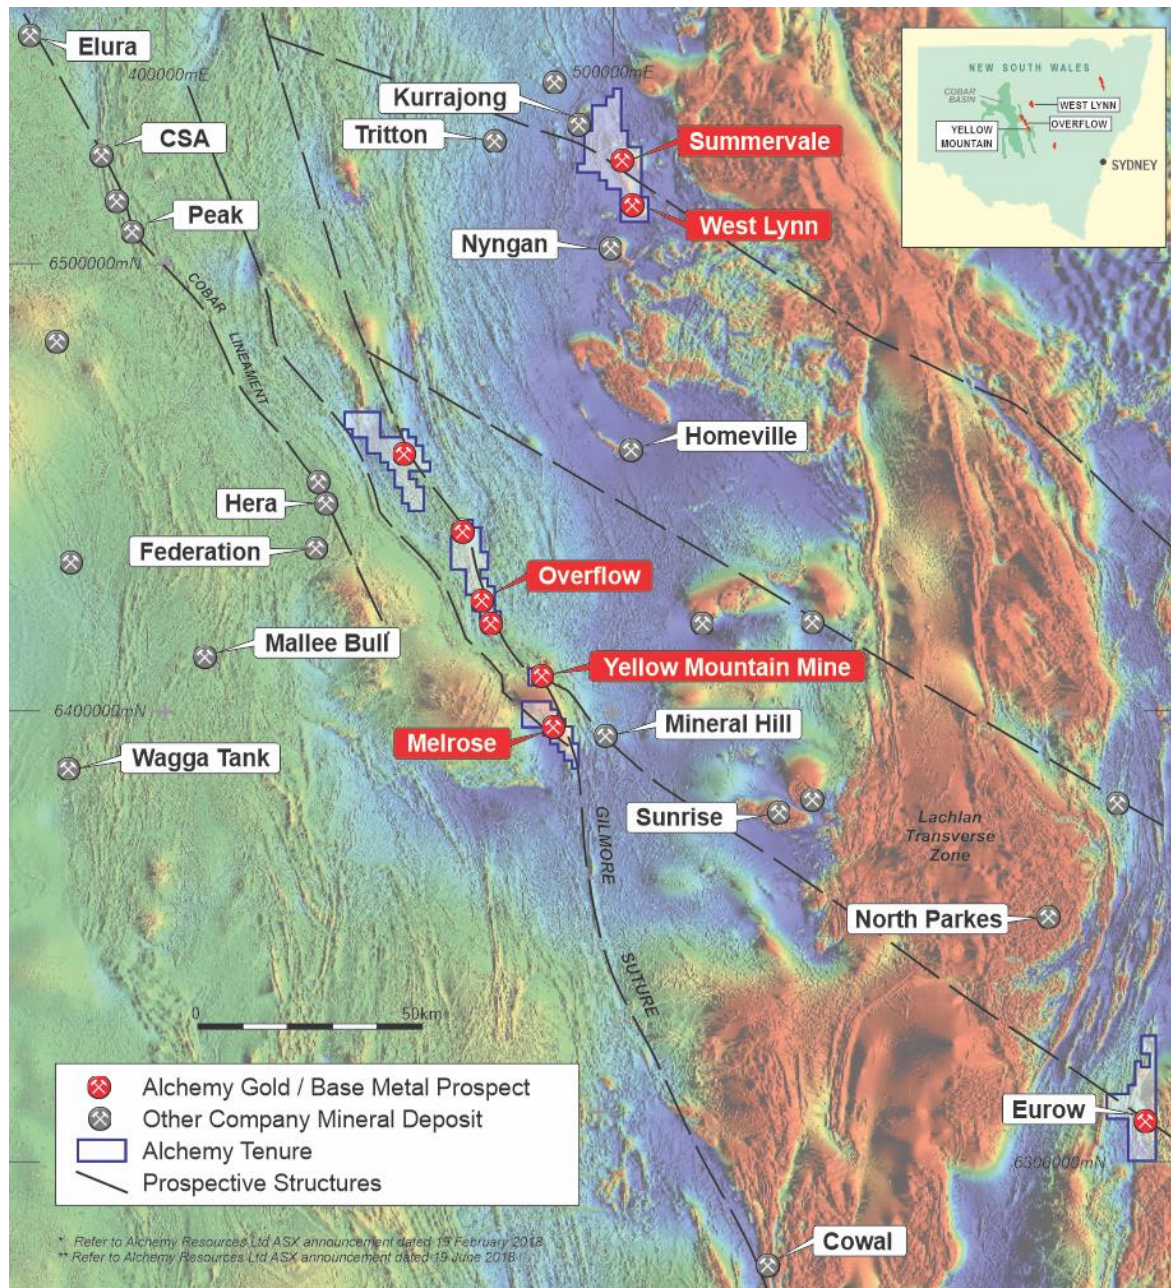 Elura
400000mE
500000mE
Kurrajong
CSA
Tritton
Summervale
Peak
West Lynn
Nyngan
6500000mN
COBAR
LINEAMENT
NEW SOUTH WALES
COBAR
BASIN
WEST LYNN
OVERFLOW
YELLOW
MOUNTAIN
SYDNEY
Homeville
Hera
Federation
Overflow
Mallee Bull
Yellow Mountain Mine
6400000mN
Mineral Hill
Melrose
Wagga Tank
Sunrise
GILMORE
SUTURE
Lachlan
Transverse
Zone
North Parkes
0
50km
Alchemy Gold / Base Metal Prospect
Other Company Mineral Deposit
Alchemy Tenure
Prospective Structures
Eurow
6300000mN
Cowal
* Refer to Alchemy Resources Ltd ASX announcement dated 15 February 2018
** Refer to Alchemy Resources Ltd ASX announcement dated 19 June 2018